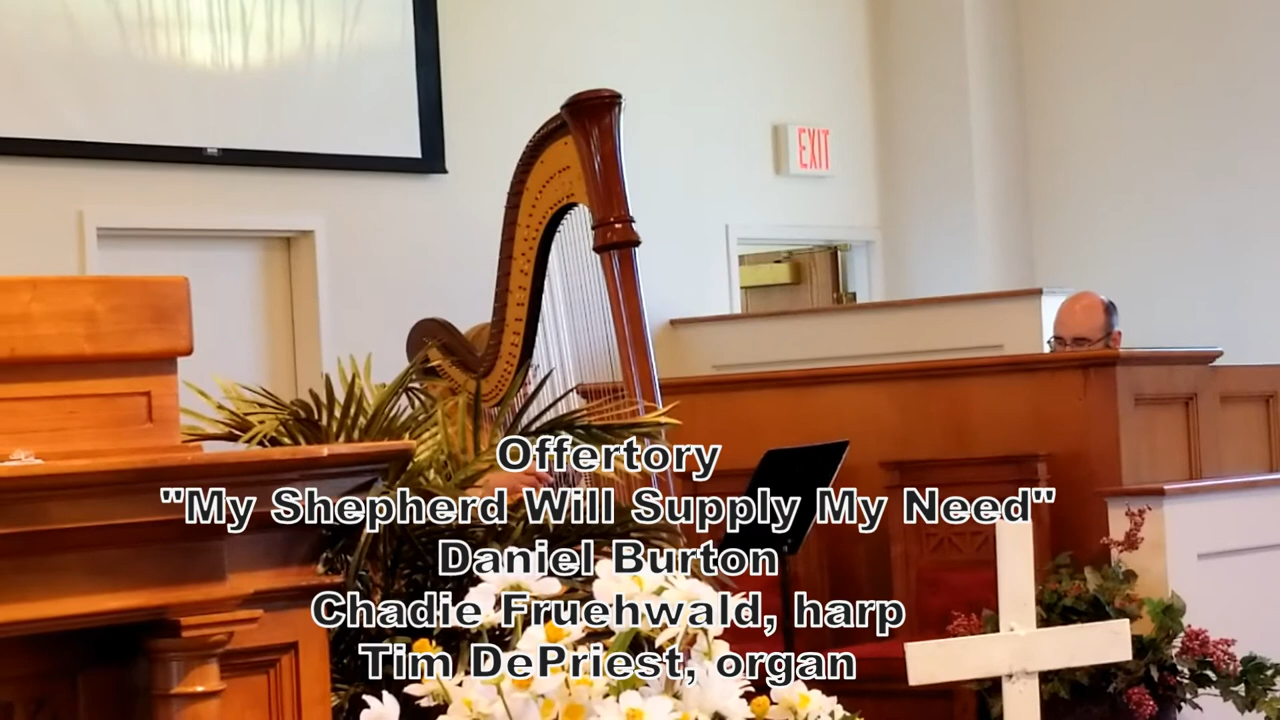 EXIT
Offertory
"My Shepherd Will Supply My Need"
Daniel Burton
Chadie Fruehwald, harp
Tim DePriest, organ